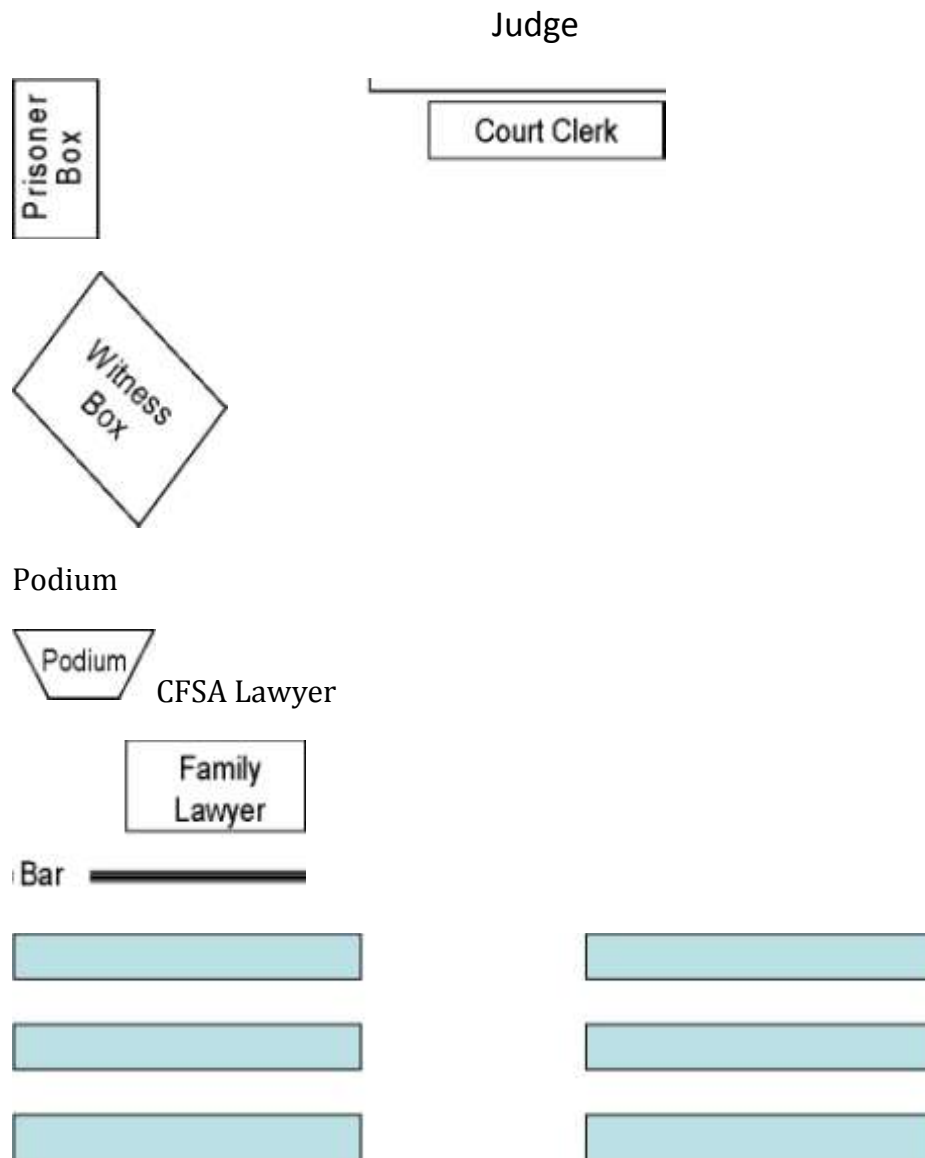 Judge
Prisoner
Box
Court Clerk
Witness
Box
Podium
Podium
CFSA Lawyer
Family
Lawyer
Bar